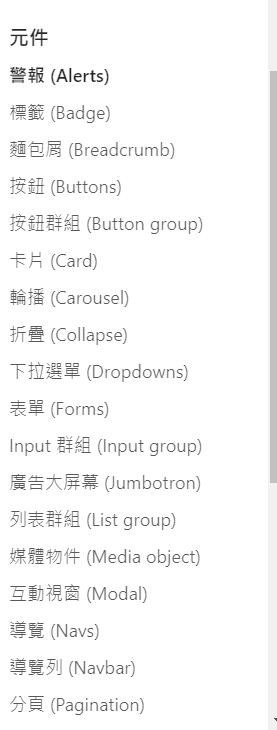 元件
警報 (Alerts)
標籤 (Badge)
麵包屑 (Breadcrumb)
按鈕 (Buttons)
按鈕群組 (Button group)
卡片 (Card)
輪播 (Carousel)
折疊 (Collapse)
下拉選單 (Dropdowns)
表單 (Forms)
Input 群組 (Input group)
廣告大屏幕 (Jumbotron)
列表群組 (List group)
媒體物件 (Media object)
互動視窗 (Modal)
導覽 (Navs)
導覽列 (Navbar)
分頁 (Pagination)